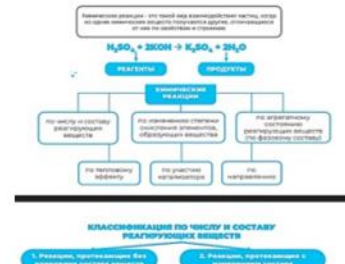 Химические реакции - это такой вид взаимодействия частиц, когда
из одних химических веществ получаются другие, отличающиеся
от них по свойствам и строению
H₂SO₄ + 2KOH → K₂SO₄ + 2H₂O
РЕАГЕНТЫ
ПРОДУКТЫ
ХИМИЧЕСКИЕ
РЕАКЦИИ
по числу и составу
реагирующих
веществ
по изменению степени
окисления элементов,
образующих вещества
по агрегатному
состоянию
реагирующих веществ
(по фазовому составу)
по тепловому
эффекту
по участию
катализатора
по
направлению
КЛАССИФИКАЦИЯ ПО ЧИСЛУ И СОСТАВУ
РЕАГИРУЮЩИХ ВЕЩЕСТВ
1. Реакции, протекающие без
2. Реакции, протекающие с